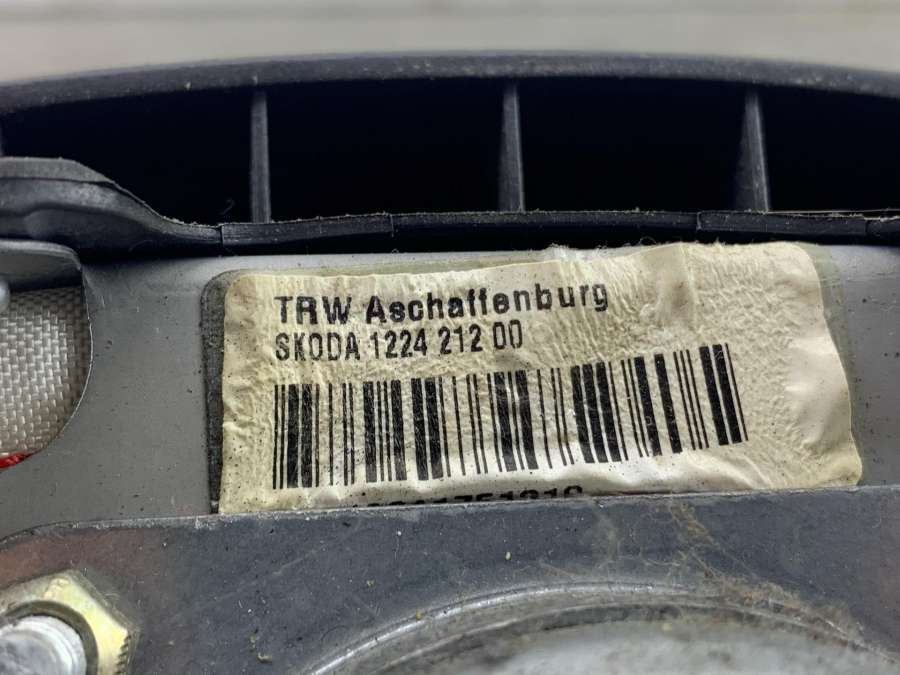 TRW Aschaffenburg
SKODA 1224 212 00